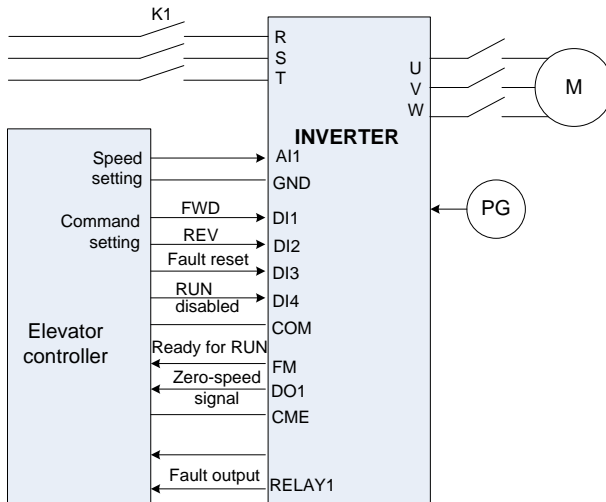 K1
R
S
T
U
V
W
M
INVERTER
Speed
setting
AI1
GND
PG
Command
setting
FWD
DI1
REV
DI2
Fault reset
DI3
RUN
disabled
DI4
COM
Elevator
controller
Ready for RUN
FM
Zero-speed
signal
DO1
CME
Fault output
RELAY1